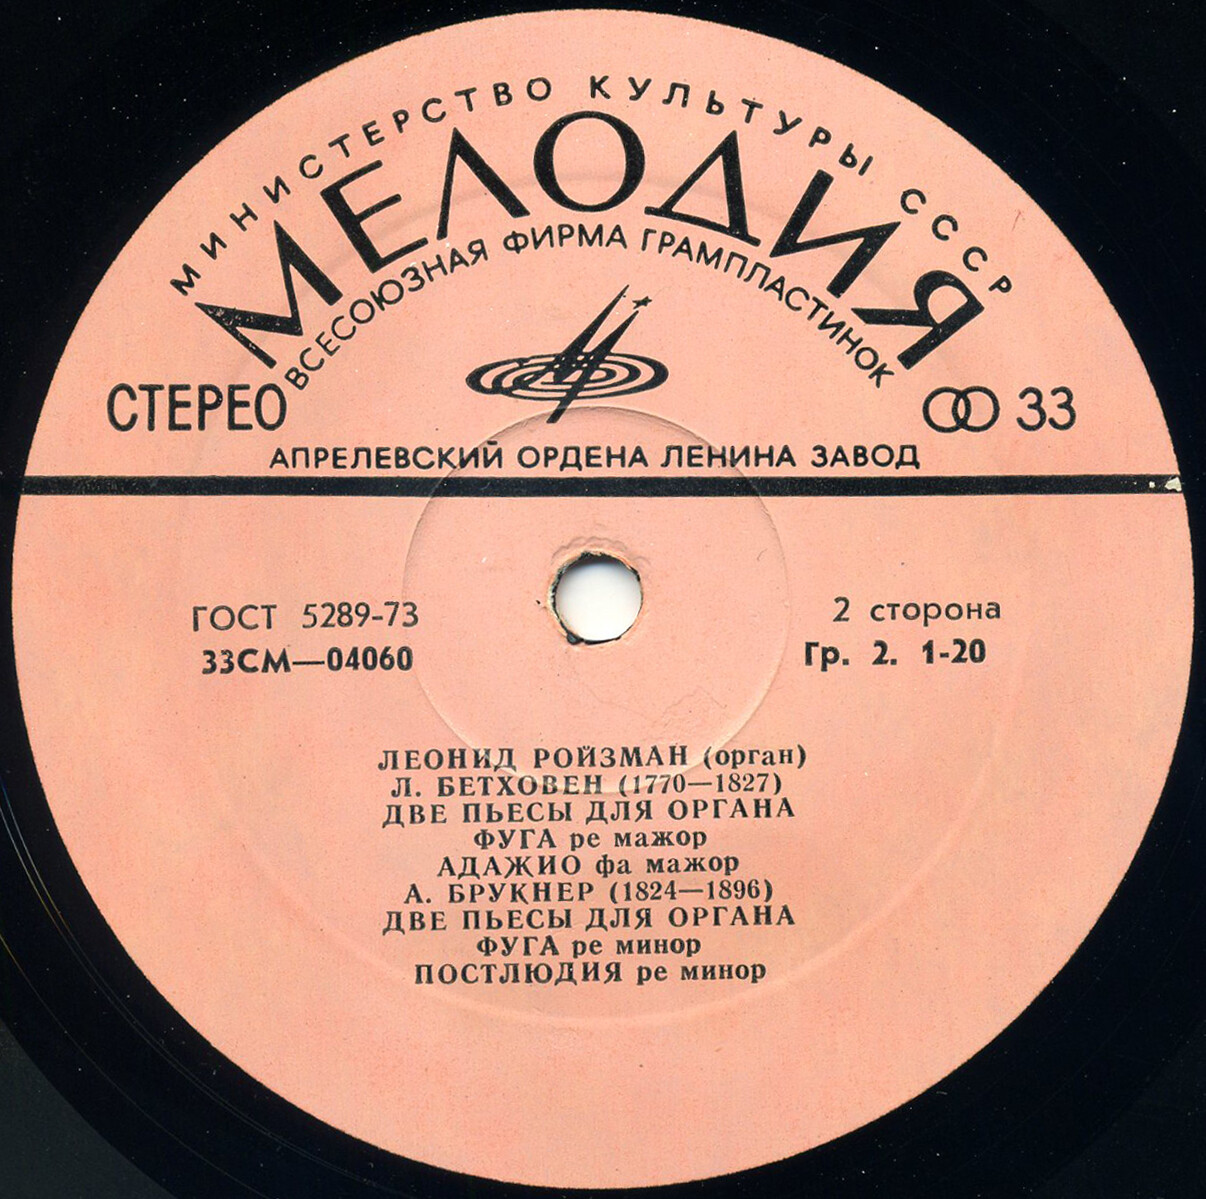 МИНИСТЕРСТВО КУЛЬТУРЫ СССР
МЕЛОДИЯ
ВСЕСОЮЗНАЯ ФИРМА ГРАМПЛАСТИНОК
СТЕРЕО
33
АПРЕЛЕВСКИЙ ОРДЕНА ЛЕНИНА ЗАВОД
ГОСТ 5289-73
2 сторона
33СМ—04060
Гр. 2. 1-20
ЛЕОНИД РОЙЗМАН (орган)
Л. БЕТХОВЕН (1770—1827)
ДВЕ ПЬЕСЫ ДЛЯ ОРГАНА
ФУГА ре мажор
АДАЖИО фа мажор
А. БРУКНЕР (1824—1896)
ДВЕ ПЬЕСЫ ДЛЯ ОРГАНА
ФУГА ре минор
ПОСТЛЮДИЯ ре минор